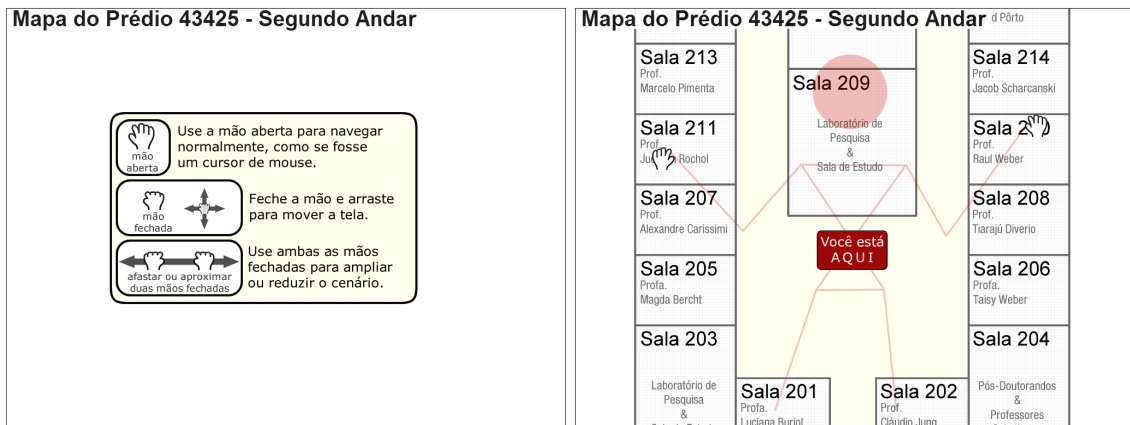 Mapa do Prédio 43425 - Segundo Andar
mão
aberta
Use a mão aberta para navegar
normalmente, como se fosse
um cursor de mouse.
mão
fechada
Feche a mão e arraste
para mover a tela.
afastar ou aproximar
duas mãos fechadas
Use ambas as mãos
fechadas para ampliar
ou reduzir o cenário.
Mapa do Prédio 43425 - Segundo Andar
d Pôrto
Sala 213
Prof.
Marcelo Pimenta
Sala 209
Laboratório de
Pesquisa
&
Sala de Estudo
Sala 214
Prof.
Jacob Scharcanski
Sala 211
Prof.
Rochol
Sala
Prof.
Raul Weber
Sala 207
Prof.
Alexandre Carissimi
Você está
AQUI
Sala 208
Prof.
Tiarajú Diverio
Sala 205
Profa.
Magda Bercht
Sala 206
Profa.
Taisy Weber
Sala 203
Laboratório de
Pesquisa
&
Sala 201
Profa.
Luciana Buriol
Sala 202
Prof.
Cláudio Jung
Sala 204
Pós-Doutorandos
&
Professores